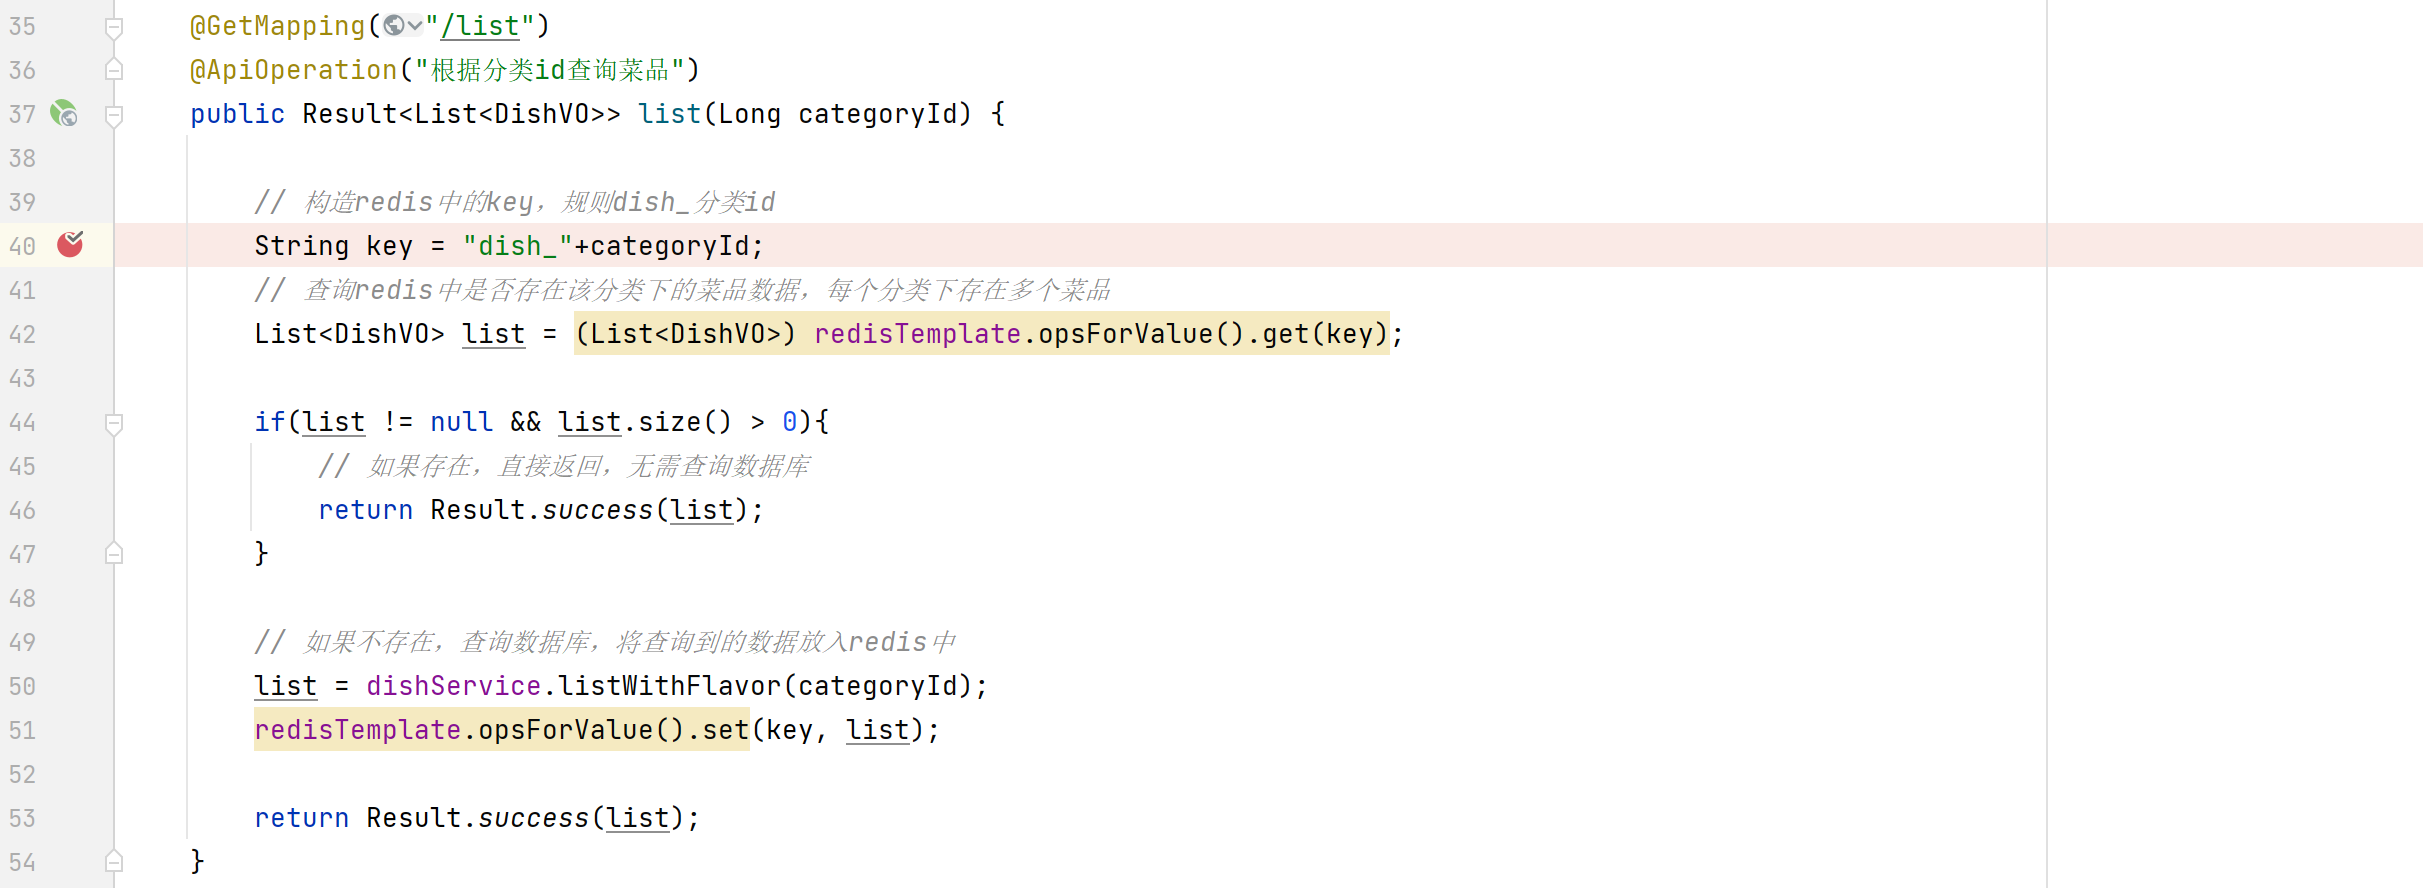 35 @GetMapping("/list")
36 @ApiOperation("根据分类id查询菜品")
37 public Result<List<DishVO>> list(Long categoryId) {
38
39 // 构造redis中的key，规则dish_分类id
40 String key = "dish_"+categoryId;
41 // 查询redis中是否存在该分类下的菜品数据，每个分类下存在多个菜品
42 List<DishVO> list = (List<DishVO>) redisTemplate.opsForValue().get(key);
43
44 if(list != null && list.size() > 0){
45 // 如果存在，直接返回，无需查询数据库
46 return Result.success(list);
47 }
48
49 // 如果不存在，查询数据库，将查询到的数据放入redis中
50 list = dishService.listWithFlavor(categoryId);
51 redisTemplate.opsForValue().set(key, list);
52
53 return Result.success(list);
54 }